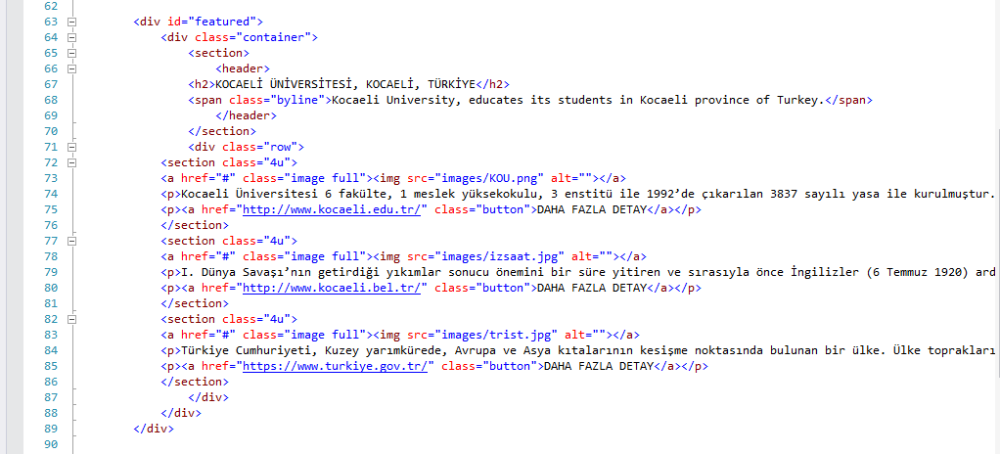 62
63 <div id="featured">
64 <div class="container">
65 <section>
66 <header>
67 <h2>KOCAELİ ÜNİVERSİTESİ, KOCAELİ, TÜRKİYE</h2>
68 <span class="byline">Kocaeli University, educates its students in Kocaeli province of Turkey.</span>
69 </header>
70 </section>
71 <div class="row">
72 <section class="4u">
73 <a href="#" class="image full"><img src="images/KOU.png" alt=""></a>
74 <p>Kocaeli Üniversitesi 6 fakülte, 1 meslek yüksekokulu, 3 enstitü ile 1992’de çıkarılan 3837 sayılı yasa ile kurulmuştur.
75 <p><a href="http://www.kocaeli.edu.tr/" class="button">DAHA FAZLA DETAY</a></p>
76 </section>
77 <section class="4u">
78 <a href="#" class="image full"><img src="images/izsaat.jpg" alt=""></a>
79 <p>I. Dünya Savaşı’nın getirdiği yıkımlar sonucu önemini bir süre yitiren ve sırasıyla önce İngilizler (6 Temmuz 1920) ard
80 <p><a href="http://www.kocaeli.bel.tr/" class="button">DAHA FAZLA DETAY</a></p>
81 </section>
82 <section class="4u">
83 <a href="#" class="image full"><img src="images/trist.jpg" alt=""></a>
84 <p>Türkiye Cumhuriyeti, Kuzey yarımkürede, Avrupa ve Asya kıtalarının kesişme noktasında bulunan bir ülke. Ülke toprakları
85 <p><a href="https://www.turkiye.gov.tr/" class="button">DAHA FAZLA DETAY</a></p>
86 </section>
87 </div>
88 </div>
89 </div>
90